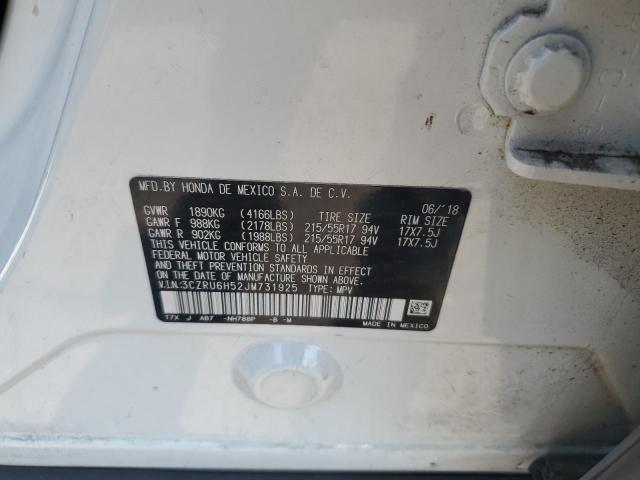 MFD.BY HONDA DE MEXICO S.A. DE C.V.
06/'18
GVWR 1890KG (4166LBS) TIRE SIZE RIM SIZE
GAWR F 988KG (2178LBS) 215/55R17 94V 17X7.5J
GAWR R 902KG (1988LBS) 215/55R17 94V 17X7.5J
THIS VEHICLE CONFORMS TO ALL APPLICABLE
FEDERAL MOTOR VEHICLE SAFETY, BUMPER, AND
THEFT PREVENTION STANDARDS IN EFFECT ON THE
DATE OF MANUFACTURE SHOWN ABOVE.
V.I.N:3CZRU6H52JM731925 TYPE: MPV
T7X J AB7 -NH788P -B -M
MADE IN MEXICO